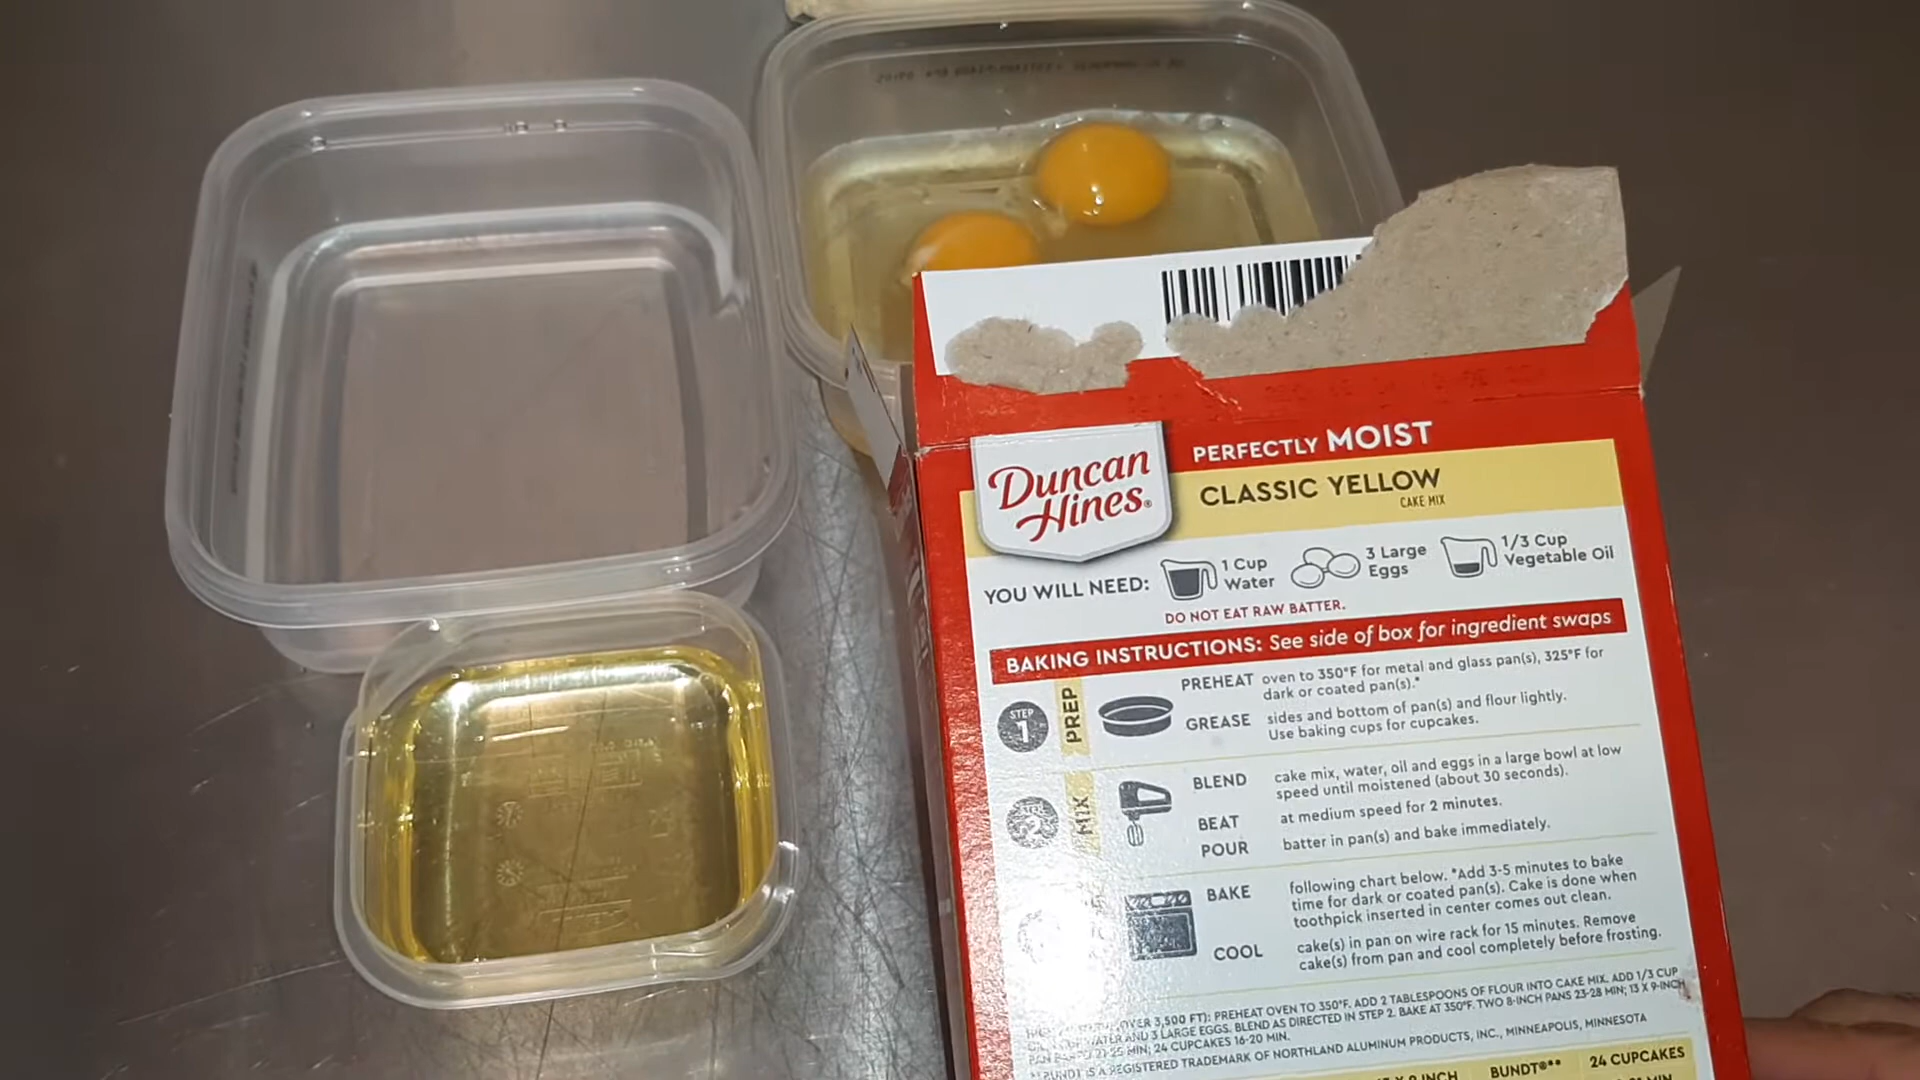 Duncan
Hines®
PERFECTLY MOIST
CLASSIC YELLOW
CAKE MIX
YOU WILL NEED:
1 Cup
Water
3 Large
Eggs
1/3 Cup
Vegetable Oil
DO NOT EAT RAW BATTER.
BAKING INSTRUCTIONS: See side of box for ingredient swaps
STEP
1
PREP
PREHEAT oven to 350°F for metal and glass pan(s), 325°F for
dark or coated pan(s).*
GREASE sides and bottom of pan(s) and flour lightly.
Use baking cups for cupcakes.
2
MIX
BLEND cake mix, water, oil and eggs in a large bowl at low
speed until moistened (about 30 seconds).
BEAT at medium speed for 2 minutes.
POUR batter in pan(s) and bake immediately.
BAKE following chart below. *Add 3-5 minutes to bake
time for dark or coated pan(s). Cake is done when
toothpick inserted in center comes out clean.
COOL cake(s) in pan on wire rack for 15 minutes. Remove
cake(s) from pan and cool completely before frosting.
3,500 FT): PREHEAT OVEN TO 350°F. ADD 2 TABLESPOONS OF FLOUR INTO CAKE MIX. ADD 1/3 CUP
WATER AND 3 LARGE EGGS. BLEND AS DIRECTED IN STEP 2. BAKE AT 350°F. TWO 8-INCH PANS 23-28 MIN; 13 X 9-INCH
MIN; 24 CUPCAKES 16-20 MIN.
BUNDT IS A REGISTERED TRADEMARK OF NORTHLAND ALUMINUM PRODUCTS, INC., MINNEAPOLIS, MINNESOTA
X 9 INCH
BUNDT®**
24 CUPCAKES
MIN